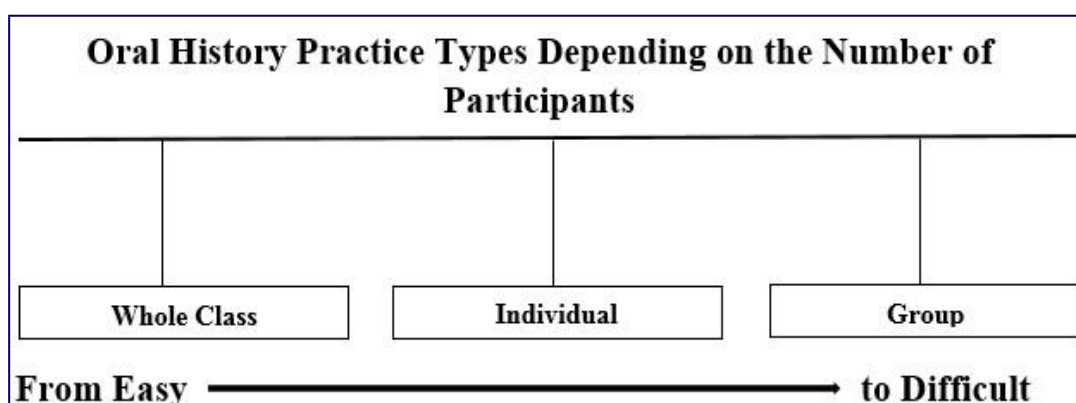 Oral History Practice Types Depending on the Number of
Participants
Whole Class
Individual
Group
From Easy
to Difficult